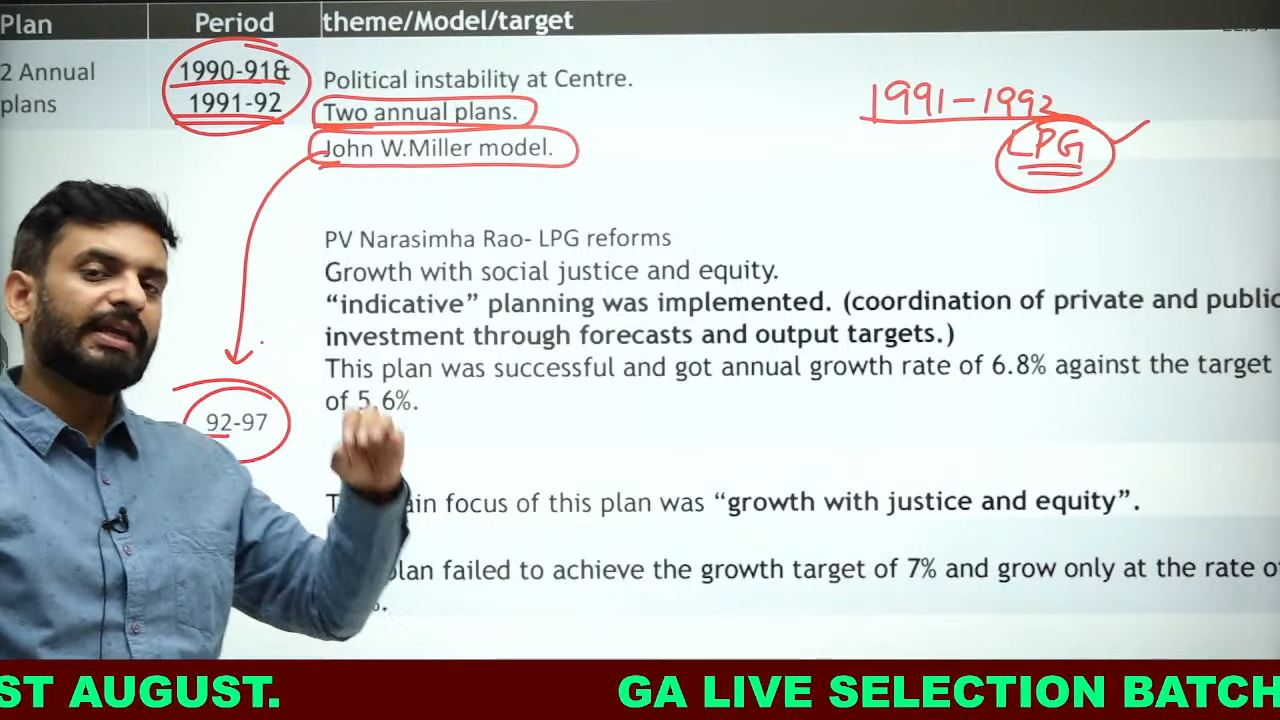 Plan Period theme/Model/target
2 Annual plans 1990-91& 1991-92 Political instability at Centre.
Two annual plans.
John W.Miller model.
1991-1992
LPG
PV Narasimha Rao- LPG reforms
Growth with social justice and equity.
“indicative” planning was implemented. (coordination of private and public
investment through forecasts and output targets.)
This plan was successful and got annual growth rate of 6.8% against the target
of 5.6%.
92-97
focus of this plan was “growth with justice and equity”.
plan failed to achieve the growth target of 7% and grow only at the rate of
ST AUGUST. GA LIVE SELECTION BATCH